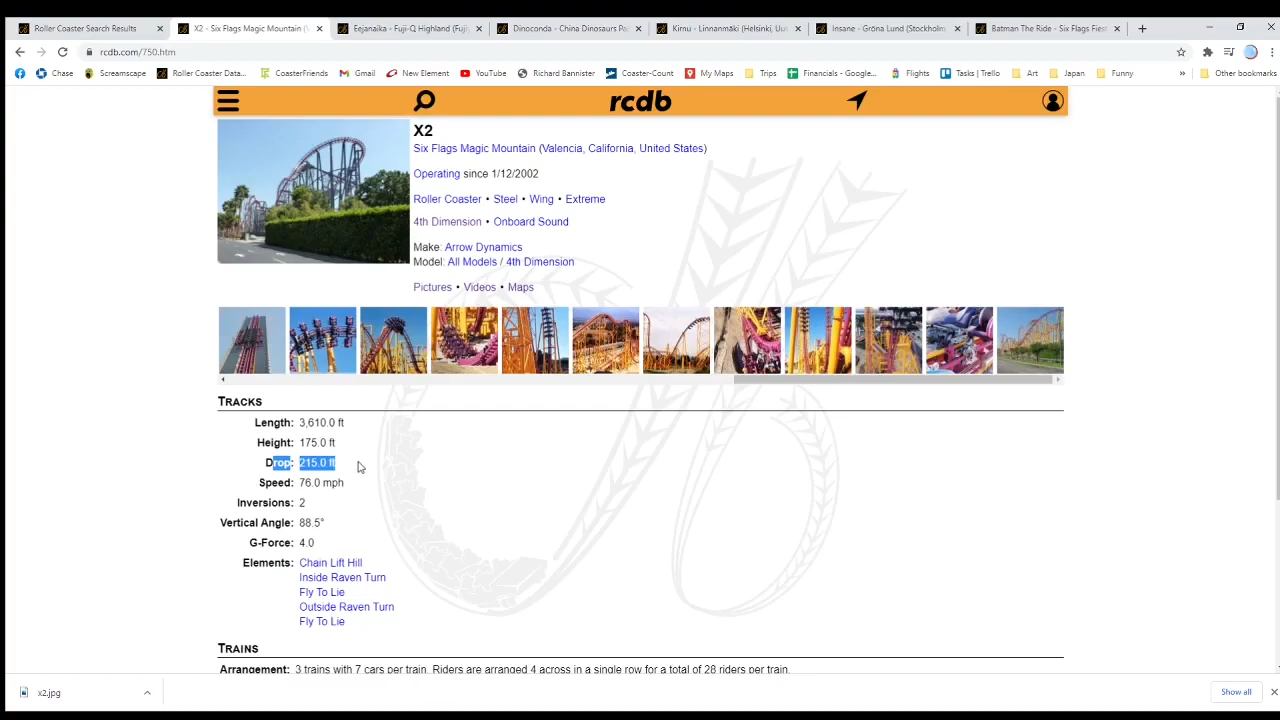 Roller Coaster Search Results
X2 - Six Flags Magic Mountain (V
Eejanaika - Fuji-Q Highland (Fuji
Dinoconda - China Dinosaurs Ro
Kimu - Linnanmäki (Helsinki, Uu
Insane - Gröna Lund (Stockholm
Batman The Ride - Six Flags Fies
rcdb.com/750.htm
Chase
Screamscape
Roller Coaster Data...
CoasterFriends
Gmail
New Element
YouTube
Richard Bannister
Coaster-Count
My Maps
Trips
Financials - Google...
Flights
Tasks | Trello
Art
Japan
Funny
»
Other bookmarks
rcdb
X2
Six Flags Magic Mountain (Valencia, California, United States)
Operating since 1/12/2002
Roller Coaster • Steel • Wing • Extreme
4th Dimension • Onboard Sound
Make: Arrow Dynamics
Model: All Models / 4th Dimension
Pictures • Videos • Maps
Tracks
Length: 3,610.0 ft
Height: 175.0 ft
Drop: 215.0 ft
Speed: 76.0 mph
Inversions: 2
Vertical Angle: 88.5°
G-Force: 4.0
Elements: Chain Lift Hill
Inside Raven Turn
Fly To Lie
Outside Raven Turn
Fly To Lie
Trains
Arrangement: 3 trains with 7 cars per train. Riders are arranged 4 across in a single row for a total of 28 riders per train.
x2.jpg
Show all